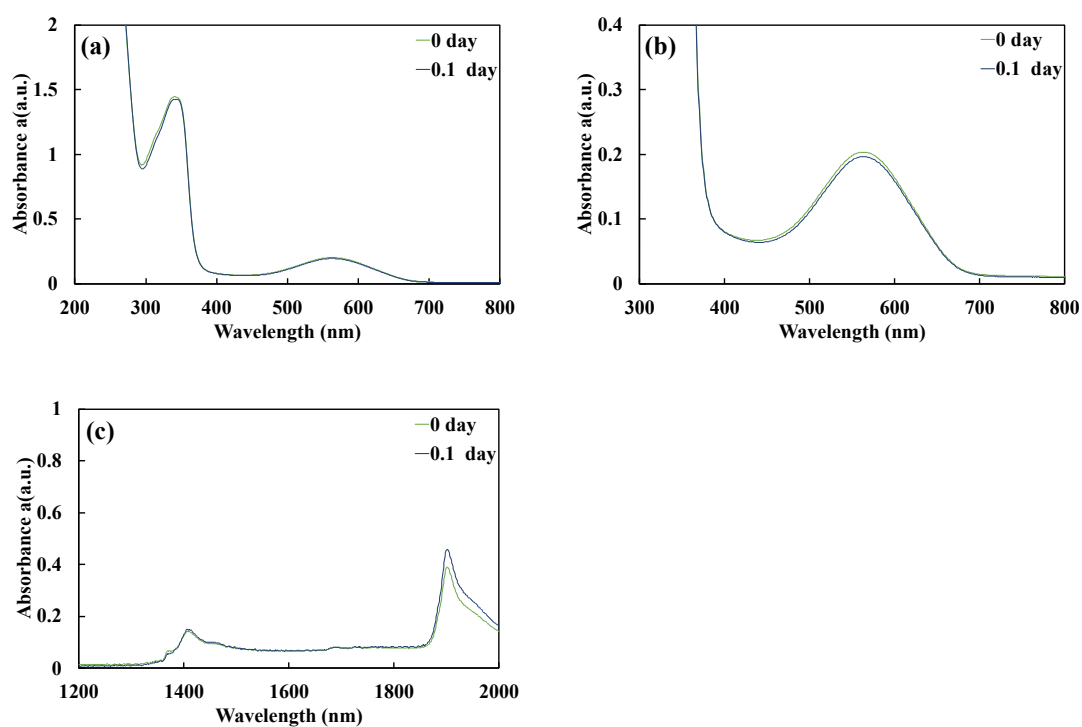 (a)
0 day
0.1 day
Absorbance a(a.u.)
2
1.5
1
0.5
0
200 300 400 500 600 700 800
Wavelength (nm)
(b)
0 day
0.1 day
Absorbance a(a.u.)
0.4
0.3
0.2
0.1
0
300 400 500 600 700 800
Wavelength (nm)
(c)
0 day
0.1 day
Absorbance a(a.u.)
1
0.8
0.6
0.4
0.2
0
1200 1400 1600 1800 2000
Wavelength (nm)